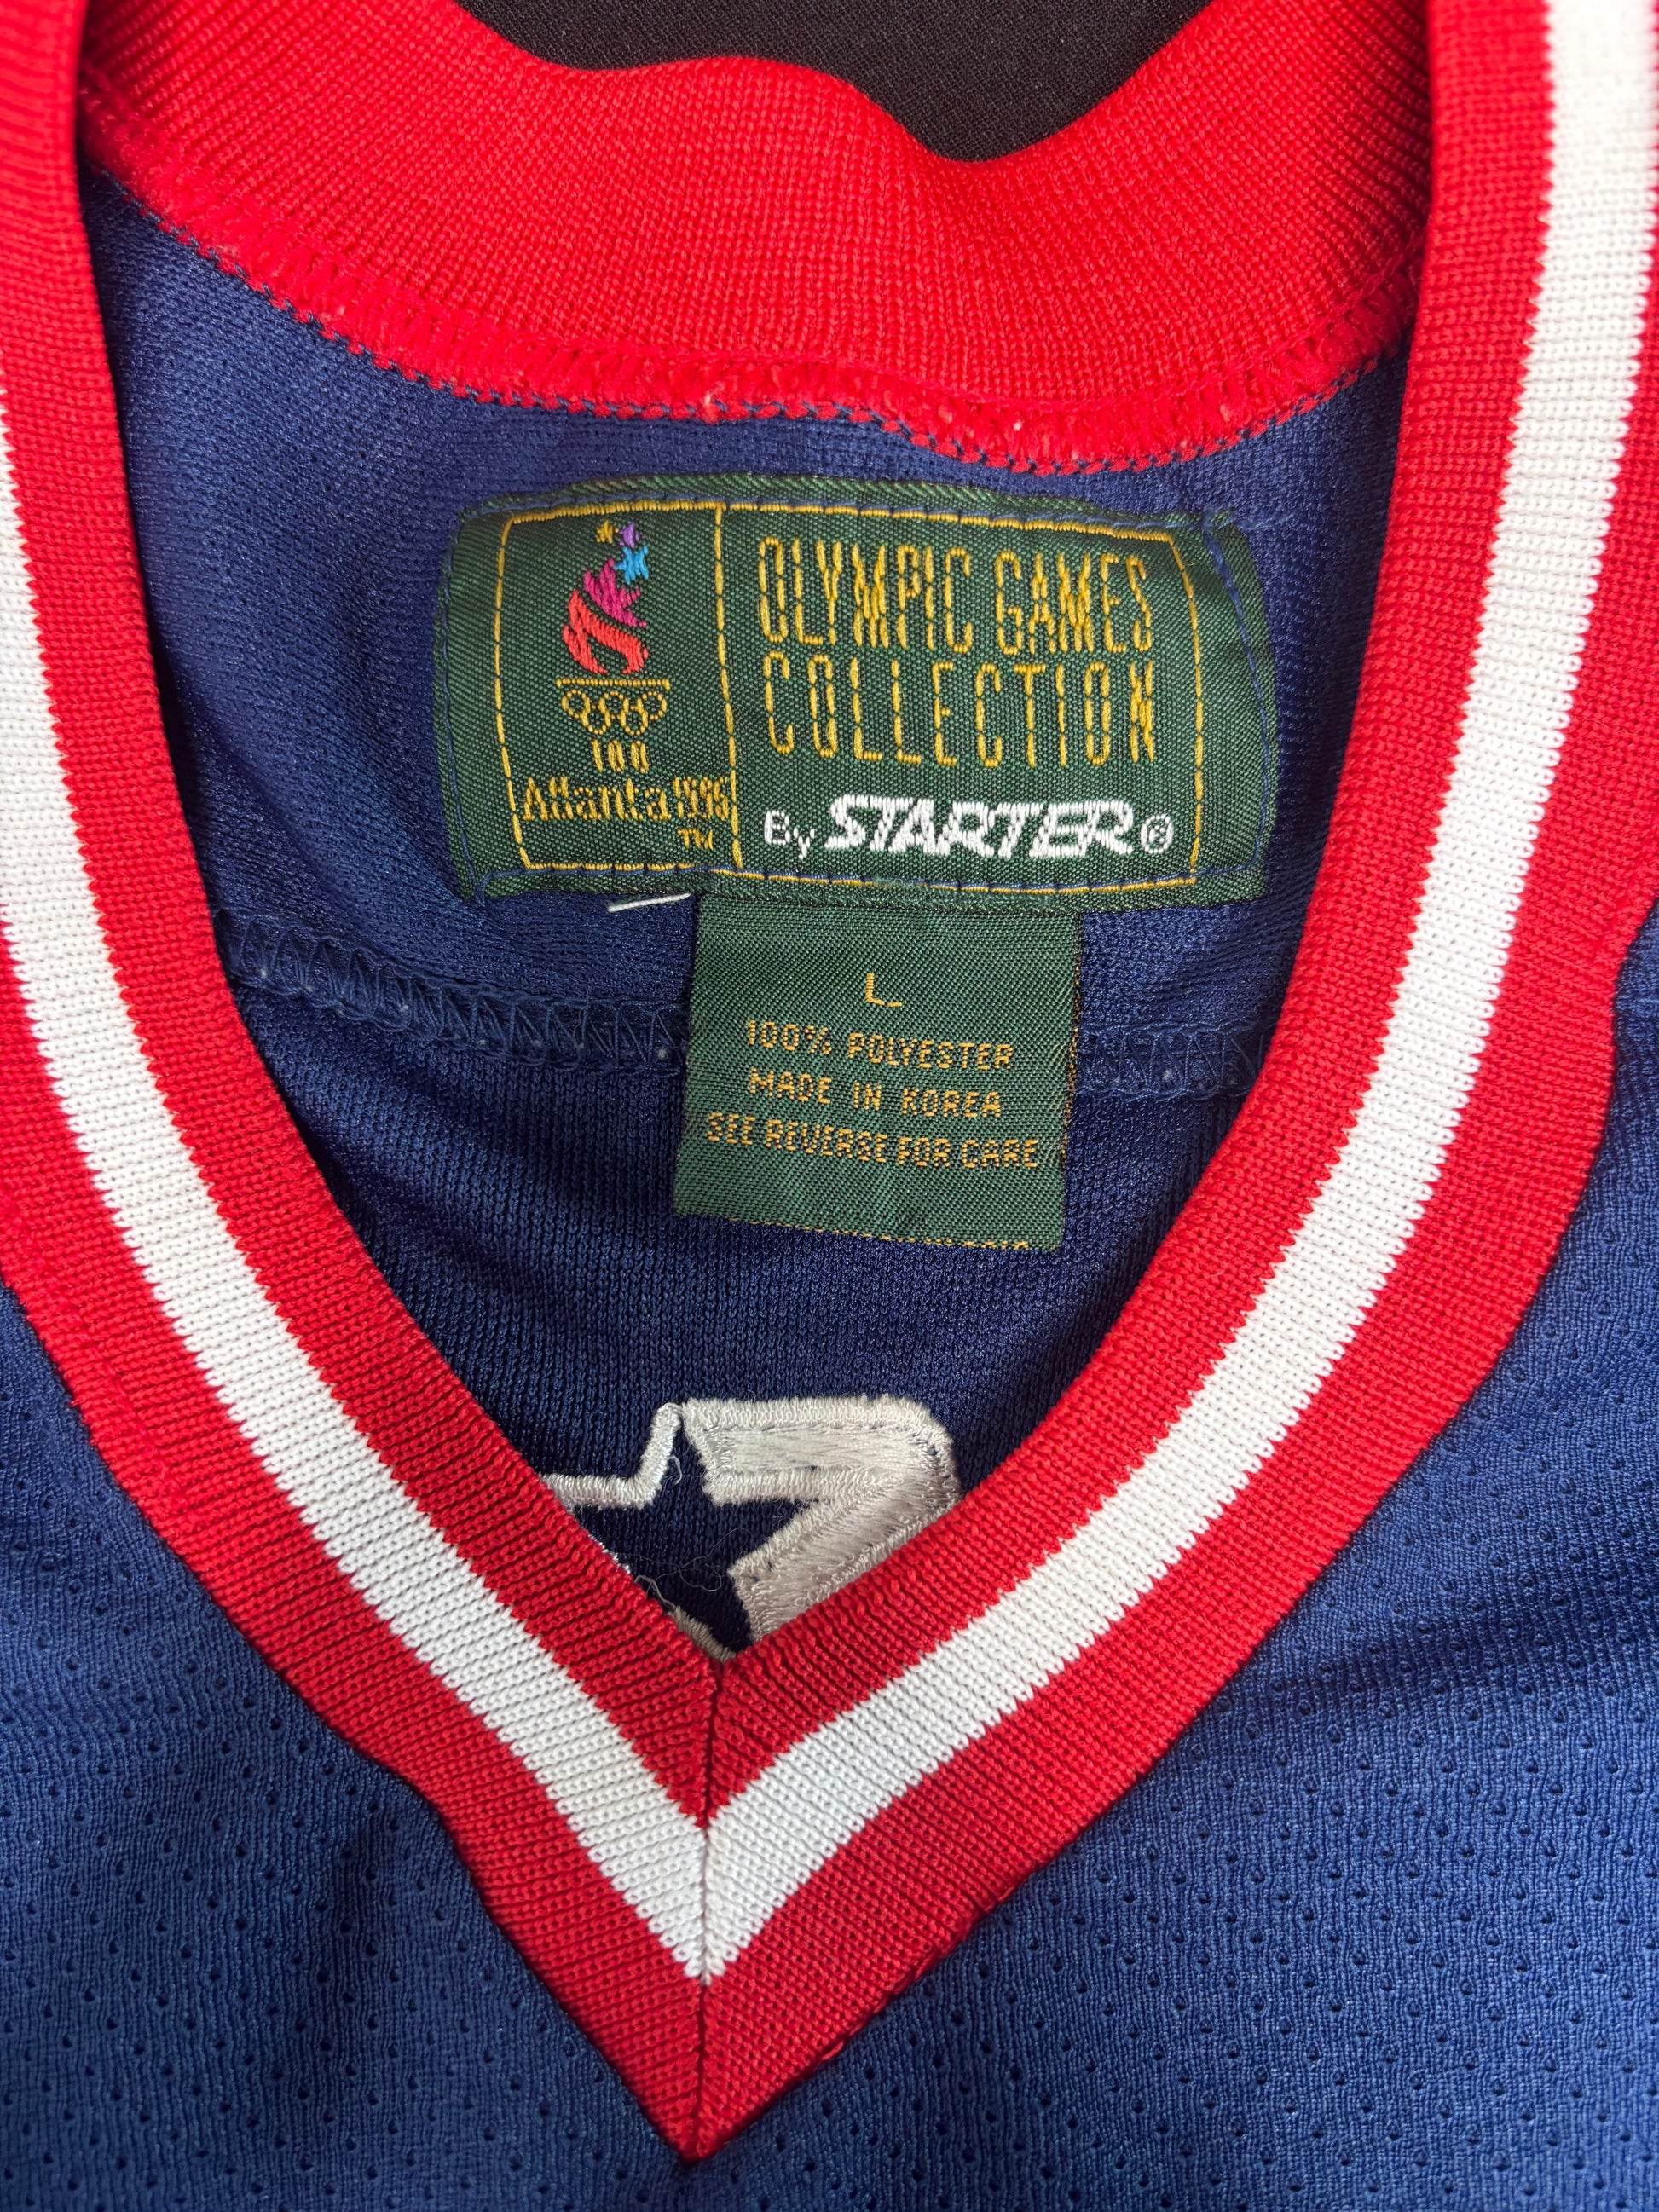 100
Atlanta 1996
TM
OLYMPIC GAMES
COLLECTION
By STARTER®
L
100% POLYESTER
MADE IN KOREA
SEE REVERSE FOR CARE